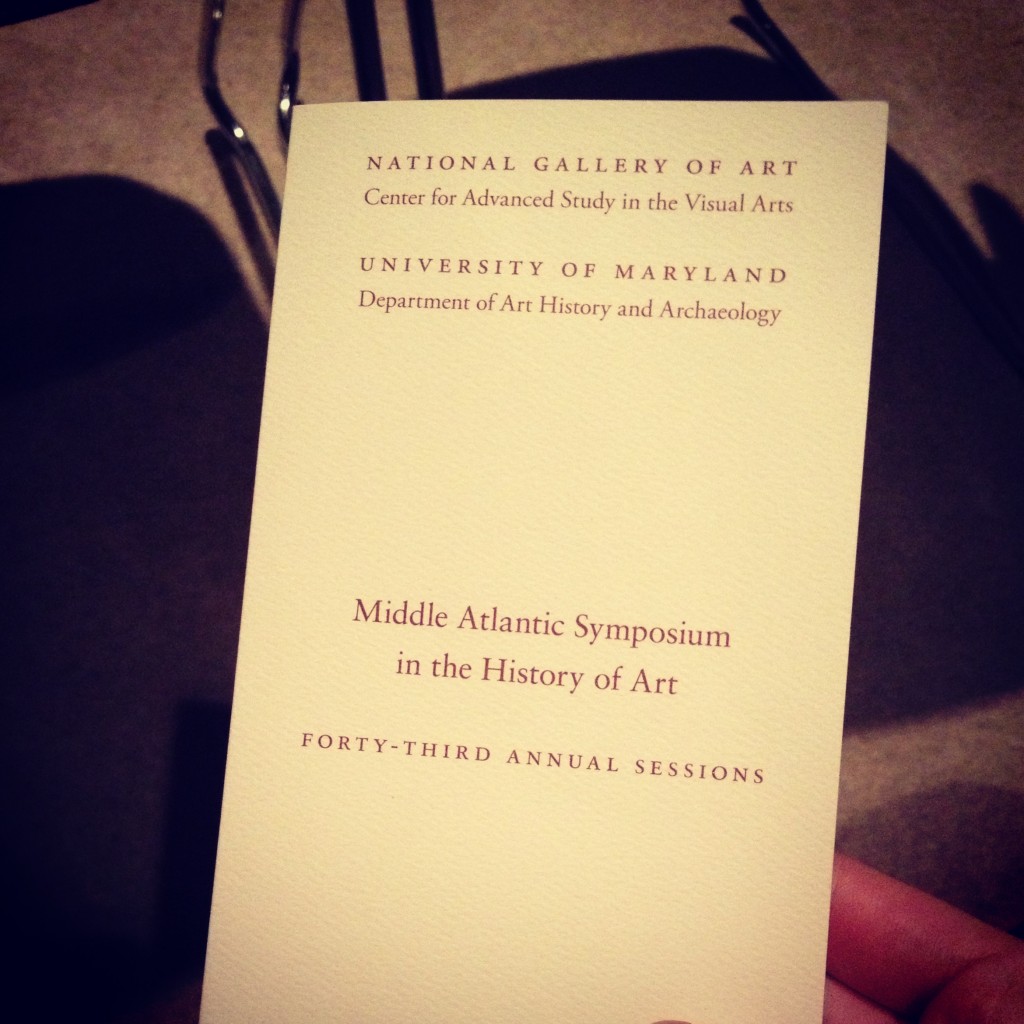 NATIONAL GALLERY OF ART
Center for Advanced Study in the Visual Arts
UNIVERSITY OF MARYLAND
Department of Art History and Archaeology
Middle Atlantic Symposium
in the History of Art
FORTY-THIRD ANNUAL SESSIONS